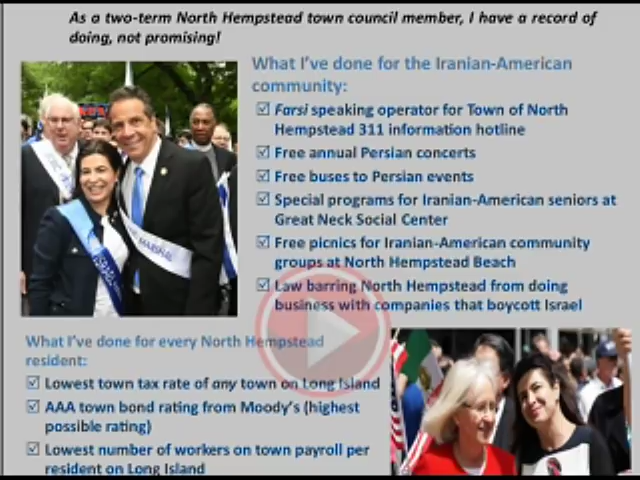 As a two-term North Hempstead town council member, I have a record of
doing, not promising!
What I've done for the Iranian-American
community:
Farsi speaking operator for Town of North
Hempstead 311 information hotline
Free annual Persian concerts
Free buses to Persian events
Special programs for Iranian-American seniors at
Great Neck Social Center
Free picnics for Iranian-American community
groups at North Hempstead Beach
Law barring North Hempstead from doing
business with companies that boycott Israel
MARSHAL
What I've done for every North Hempstead
resident:
Lowest town tax rate of any town on Long Island
AAA town bond rating from Moody's (highest
possible rating)
Lowest number of workers on town payroll per
resident on Long Island